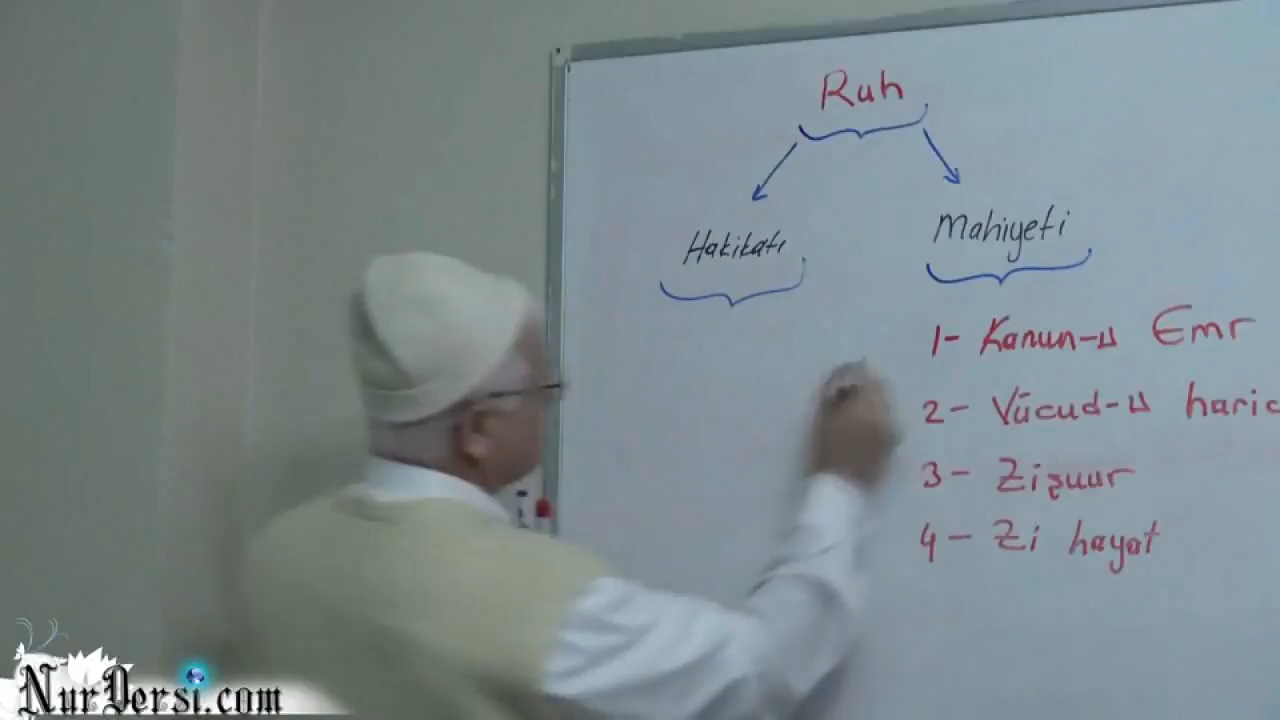 Ruh
Hakikatı
Mahiyeti
1- Kanun-u Emr
2- Vücud-u haric
3- Zişuur
4- Zi hayat
NurDersi.com